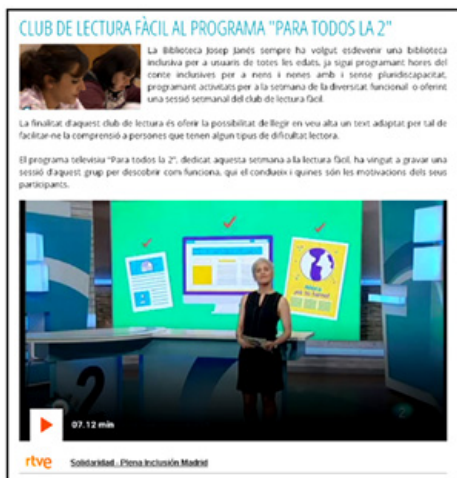 CLUB DE LECTURA FÀCIL AL PROGRAMA "PARA TODOS LA 2"
La Biblioteca Josep Janés sempre ha volgut esdevenir una biblioteca
inclusiva per a usuaris de totes les edats, ja sigui programant hores del
conte inclusives per a nens i nenes amb i sense pluridiscapacitat,
programant activitats per a la setmana de la diversitat funcional o oferint
una sessió setmanal del club de lectura fàcil.
La finalitat d'aquest club de lectura és oferir la possibilitat de llegir en veu alta un text adaptat per tal de
facilitar-ne la comprensió a persones que tenen algun tipus de dificultat lectora.
El programa televisiu "Para todos la 2", dedicat aquesta setmana a la lectura fàcil, ha vingut a gravar una
sessió d'aquest grup per descobrir com funciona, qui el condueix i quines són les motivacions dels seus
participants.
2
07.12 min
rtve Solidaridad - Plena Inclusión Madrid